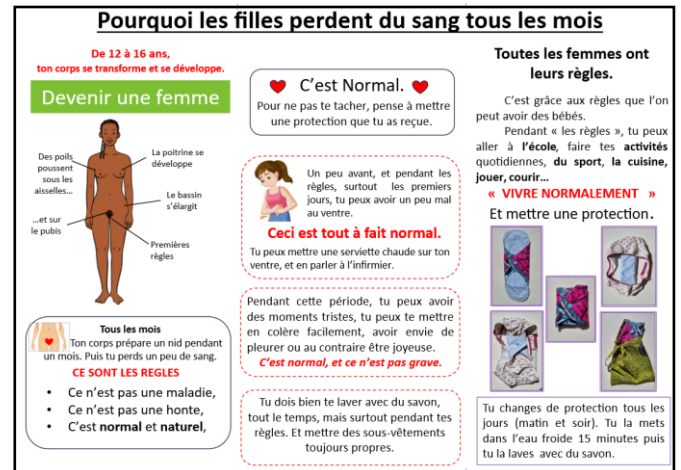 Pourquoi les filles perdent du sang tous les mois
De 12 à 16 ans,
ton corps se transforme et se développe.
Devenir une femme
Des poils
poussent
sous les
aisselles…
…et sur
le pubis
La poitrine se
développe
Le bassin
s'élargit
Premières
règles
Tous les mois
Ton corps prépare un nid pendant
un mois. Puis tu perds un peu de sang.
CE SONT LES REGLES
• Ce n'est pas une maladie,
• Ce n'est pas une honte,
• C'est normal et naturel,
C'est Normal.
Pour ne pas te tacher, pense à mettre
une protection que tu as reçue.
Un peu avant, et pendant les
règles, surtout les premiers
jours, tu peux avoir un peu mal
au ventre.
Ceci est tout à fait normal.
Tu peux mettre une serviette chaude sur ton
ventre, et en parler à l'infirmier.
Pendant cette période, tu peux avoir
des moments tristes, tu peux te mettre
en colère facilement, avoir envie de
pleurer ou au contraire être joyeuse.
C'est normal, et ce n'est pas grave.
Tu dois bien te laver avec du savon,
tout le temps, mais surtout pendant tes
règles. Et mettre des sous-vêtements
toujours propres.
Toutes les femmes ont
leurs règles.
C'est grâce aux règles que l'on
peut avoir des bébés.
Pendant « les règles », tu peux
aller à l'école, faire tes activités
quotidiennes, du sport, la cuisine,
jouer, courir…
« VIVRE NORMALEMENT »
Et mettre une protection.
Tu changes de protection tous les
jours (matin et soir). Tu la mets
dans l'eau froide 15 minutes puis
tu la laves avec du savon.